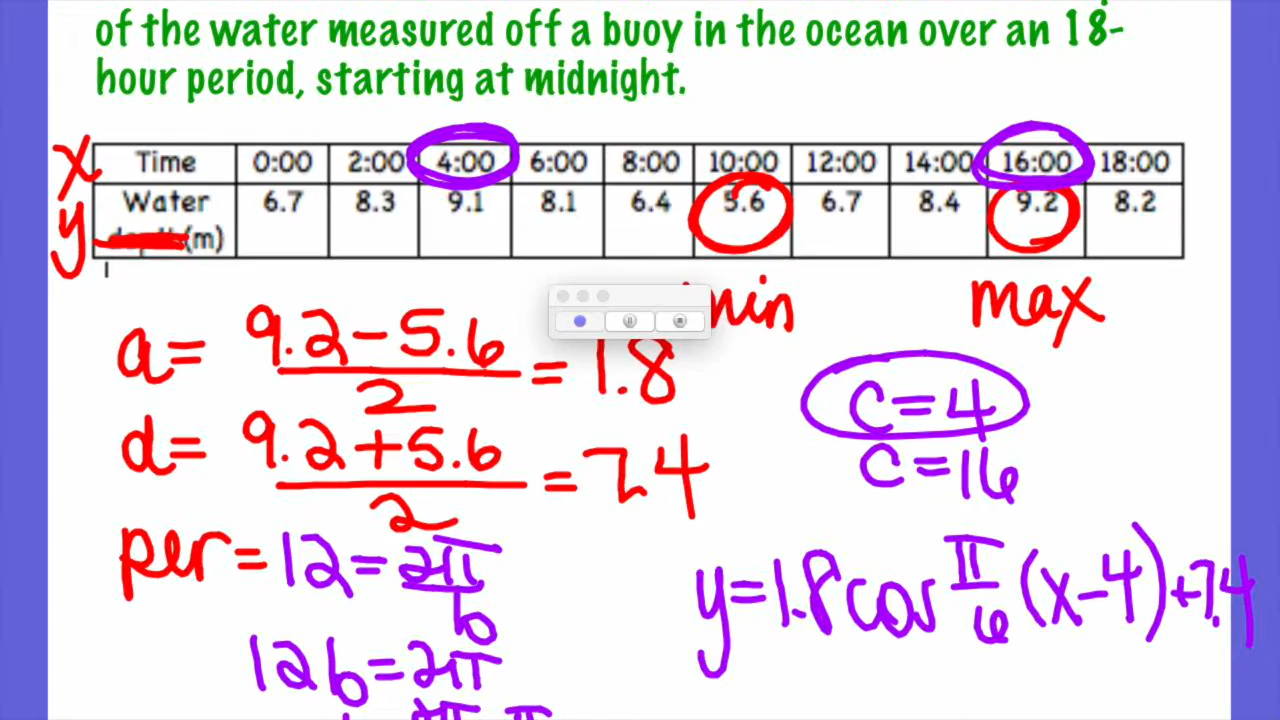 of the water measured off a buoy in the ocean over an 18-
hour period, starting at midnight.
x Time 0:00 2:00 4:00 6:00 8:00 10:00 12:00 14:00 16:00 18:00
y Water 6.7 8.3 9.1 8.1 6.4 5.6 6.7 8.4 9.2 8.2
depth (m)
min max
a= 9.2-5.6 / 2 = 1.8
c=4
d= 9.2+5.6 / 2 = 7.4
c=16
per=12=2π/b
y=1.8cos π/6 (x-4)+7.4
12b=2π